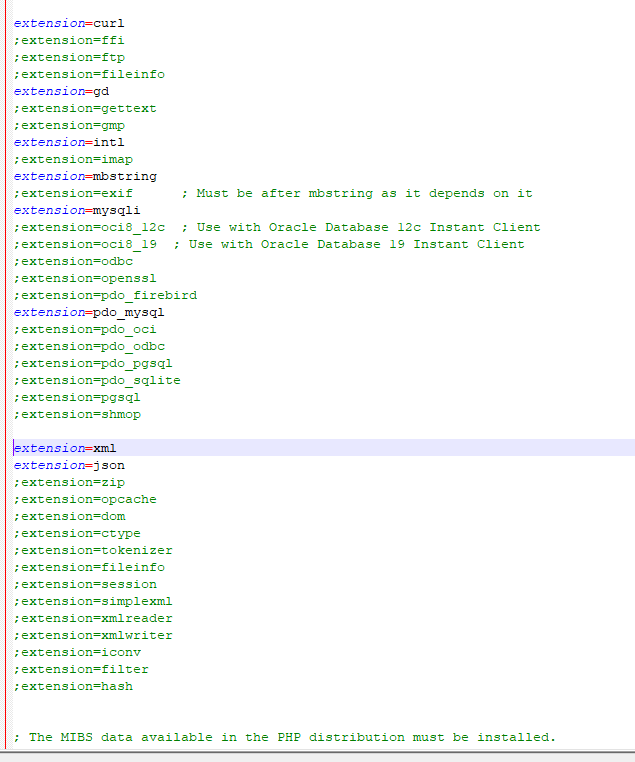 extension=curl
;extension=ffi
;extension=ftp
;extension=fileinfo
extension=gd
;extension=gettext
;extension=gmp
extension=intl
;extension=imap
extension=mbstring
;extension=exif      ; Must be after mbstring as it depends on it
extension=mysqli
;extension=oci8_12c  ; Use with Oracle Database 12c Instant Client
;extension=oci8_19  ; Use with Oracle Database 19 Instant Client
;extension=odbc
;extension=openssl
;extension=pdo_firebird
extension=pdo_mysql
;extension=pdo_oci
;extension=pdo_odbc
;extension=pdo_pgsql
;extension=pdo_sqlite
;extension=pgsql
;extension=shmop
extension=xml
extension=json
;extension=zip
;extension=opcache
;extension=dom
;extension=ctype
;extension=tokenizer
;extension=fileinfo
;extension=session
;extension=simplexml
;extension=xmlreader
;extension=xmlwriter
;extension=iconv
;extension=filter
;extension=hash
; The MIBS data available in the PHP distribution must be installed.